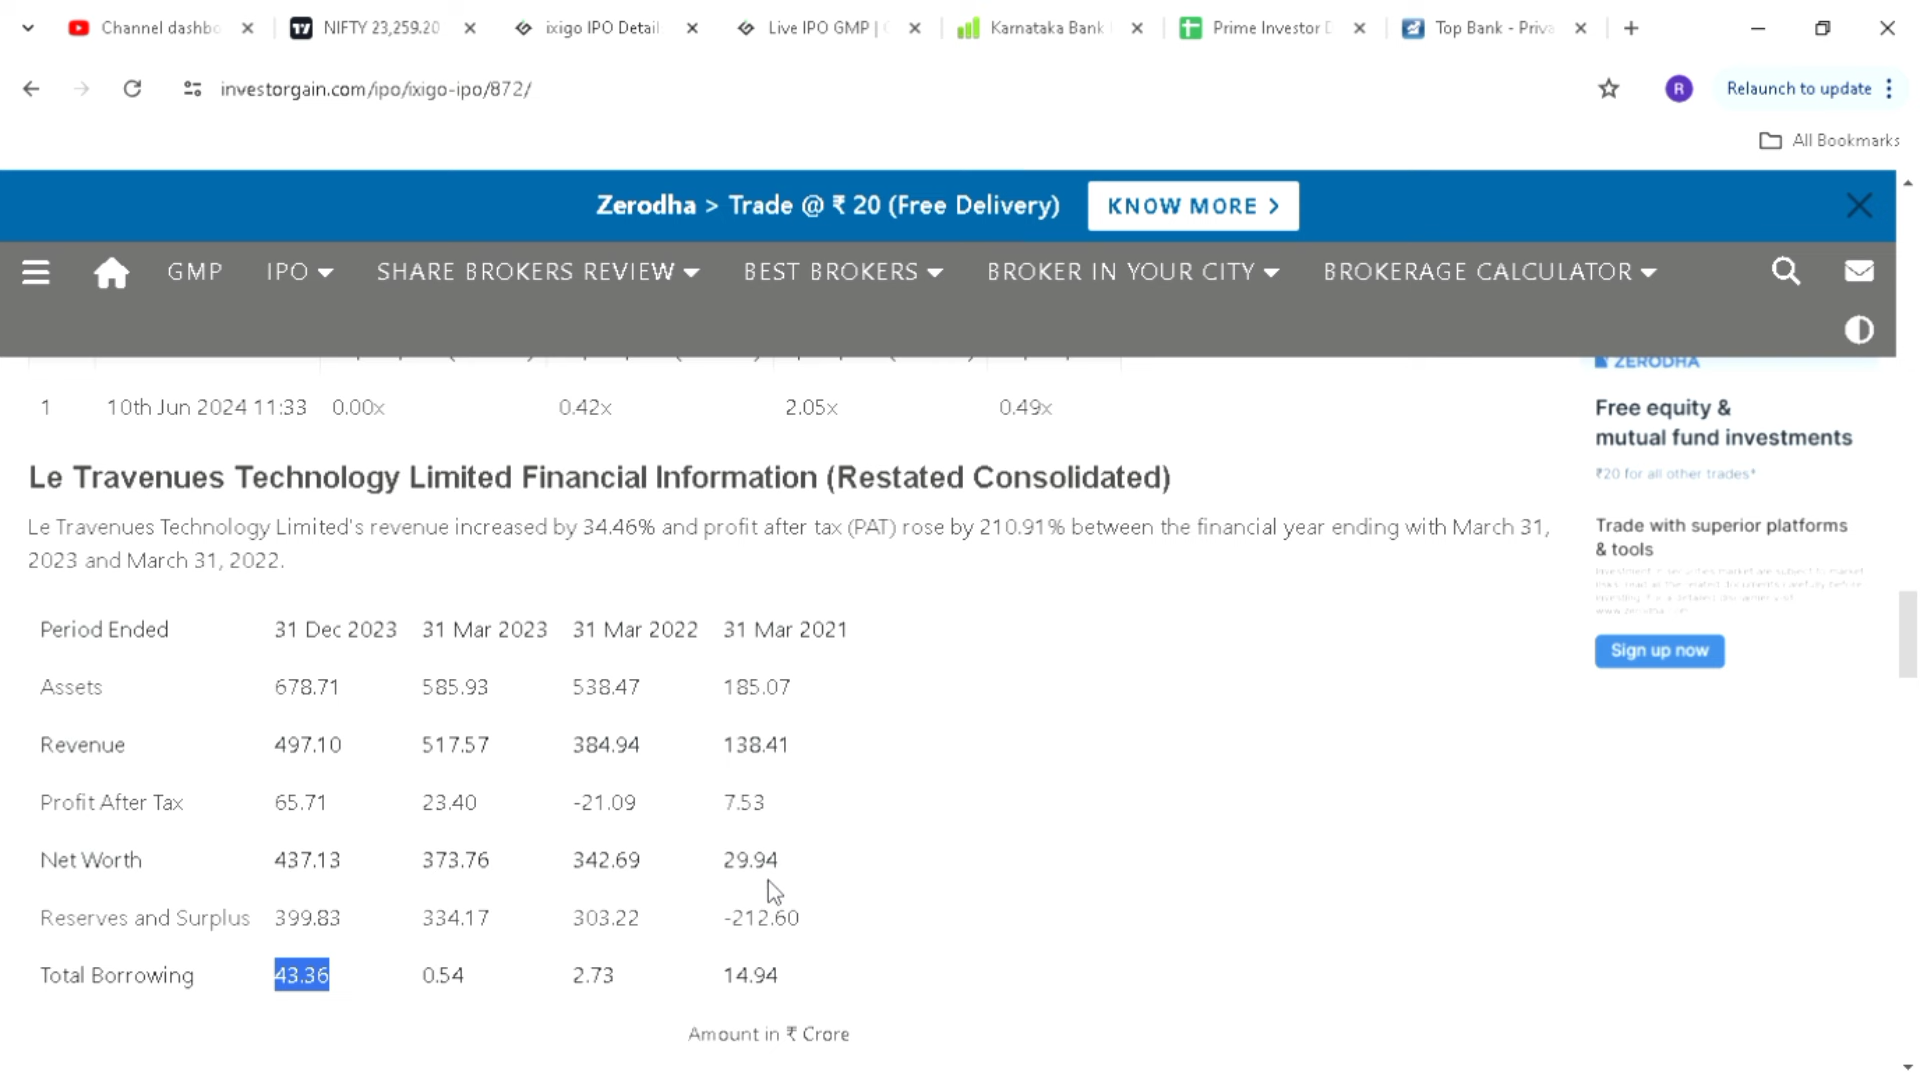 Channel dashbo
NIFTY 23,259.20
ixigo IPO Detail
Live IPO GMP |
Karnataka Bank
Prime Investor D
Top Bank - Priva
investorgain.com/ipo/ixigo-ipo/872/
R
Relaunch to update
All Bookmarks
Zerodha > Trade @ ₹ 20 (Free Delivery)
KNOW MORE >
GMP
IPO
SHARE BROKERS REVIEW
BEST BROKERS
BROKER IN YOUR CITY
BROKERAGE CALCULATOR
ZERODHA
1 10th Jun 2024 11:33 0.00x 0.42x 2.05x 0.49x
Free equity &
mutual fund investments
₹20 for all other trades*
Le Travenues Technology Limited Financial Information (Restated Consolidated)
Le Travenues Technology Limited's revenue increased by 34.46% and profit after tax (PAT) rose by 210.91% between the financial year ending with March 31,
2023 and March 31, 2022.
Trade with superior platforms
& tools
Sign up now
Period Ended 31 Dec 2023 31 Mar 2023 31 Mar 2022 31 Mar 2021
Assets 678.71 585.93 538.47 185.07
Revenue 497.10 517.57 384.94 138.41
Profit After Tax 65.71 23.40 -21.09 7.53
Net Worth 437.13 373.76 342.69 29.94
Reserves and Surplus 399.83 334.17 303.22 -212.60
Total Borrowing 43.36 0.54 2.73 14.94
Amount in ₹ Crore